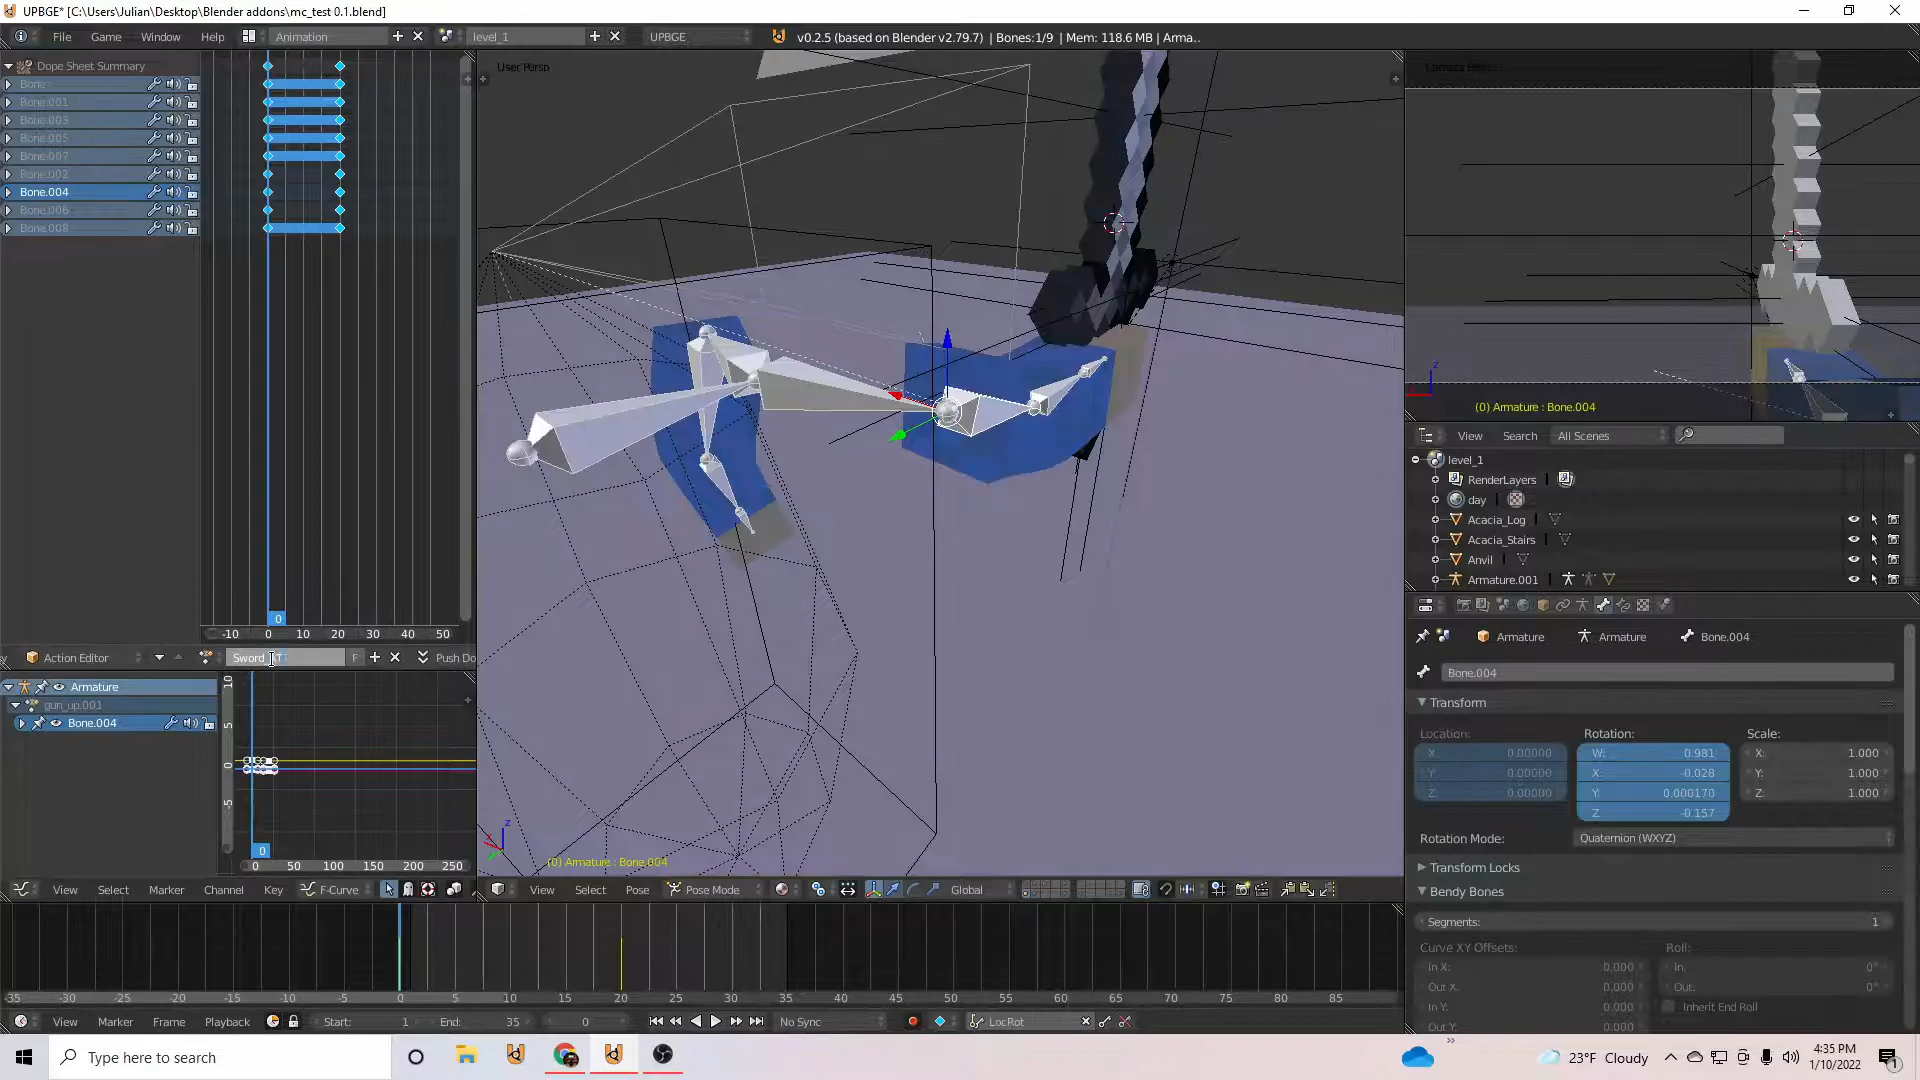 UPBGE* [C:\Users\Julian\Desktop\Blender addons\mc_test 0.1.blend]
File Game Window Help Animation level_1 UPBGE v0.2.5 (based on Blender v2.79.7) | Bones:1/9 | Mem: 118.6 MB | Arma..
Dope Sheet Summary
Bone
Bone.001
Bone.003
Bone.005
Bone.007
Bone.002
Bone.004
Bone.006
Bone.008
0
-10 0 10 20 30 40 50
Action Editor Sword F Push Do
Armature
gun_up.001
Bone.004
10
5
0
-5
0
0 50 100 150 200 250
View Select Marker Channel Key F-Curve
User Persp
z
(0) Armature : Bone.004
View Select Pose Pose Mode Global
z
(0) Armature : Bone.004
View Search All Scenes
level_1
RenderLayers
day
Acacia_Log
Acacia_Stairs
Anvil
Armature.001
Armature Armature Bone.004
Bone.004
Transform
Location: Rotation: Scale:
X: 0.00000 W: 0.981 X: 1.000
Y: 0.00000 X: -0.028 Y: 1.000
Z: 0.00000 Y: 0.000170 Z: 1.000
Z: -0.157
Rotation Mode: Quaternion (WXYZ)
Transform Locks
Bendy Bones
Segments: 1
Curve XY Offsets: Roll:
In X: 0.000 In: 0°
Out X: 0.000 Out: 0°
In Y: 0.000 Inherit End Roll
Out Y: 0.000
-35 -30 -25 -20 -15 -10 -5 0 5 10 15 20 25 30 35 40 45 50 55 60 65 70 75 80 85
View Marker Frame Playback Start: 1 End: 35 0 No Sync LocRot
Type here to search
23°F Cloudy
4:35 PM
1/10/2022
1